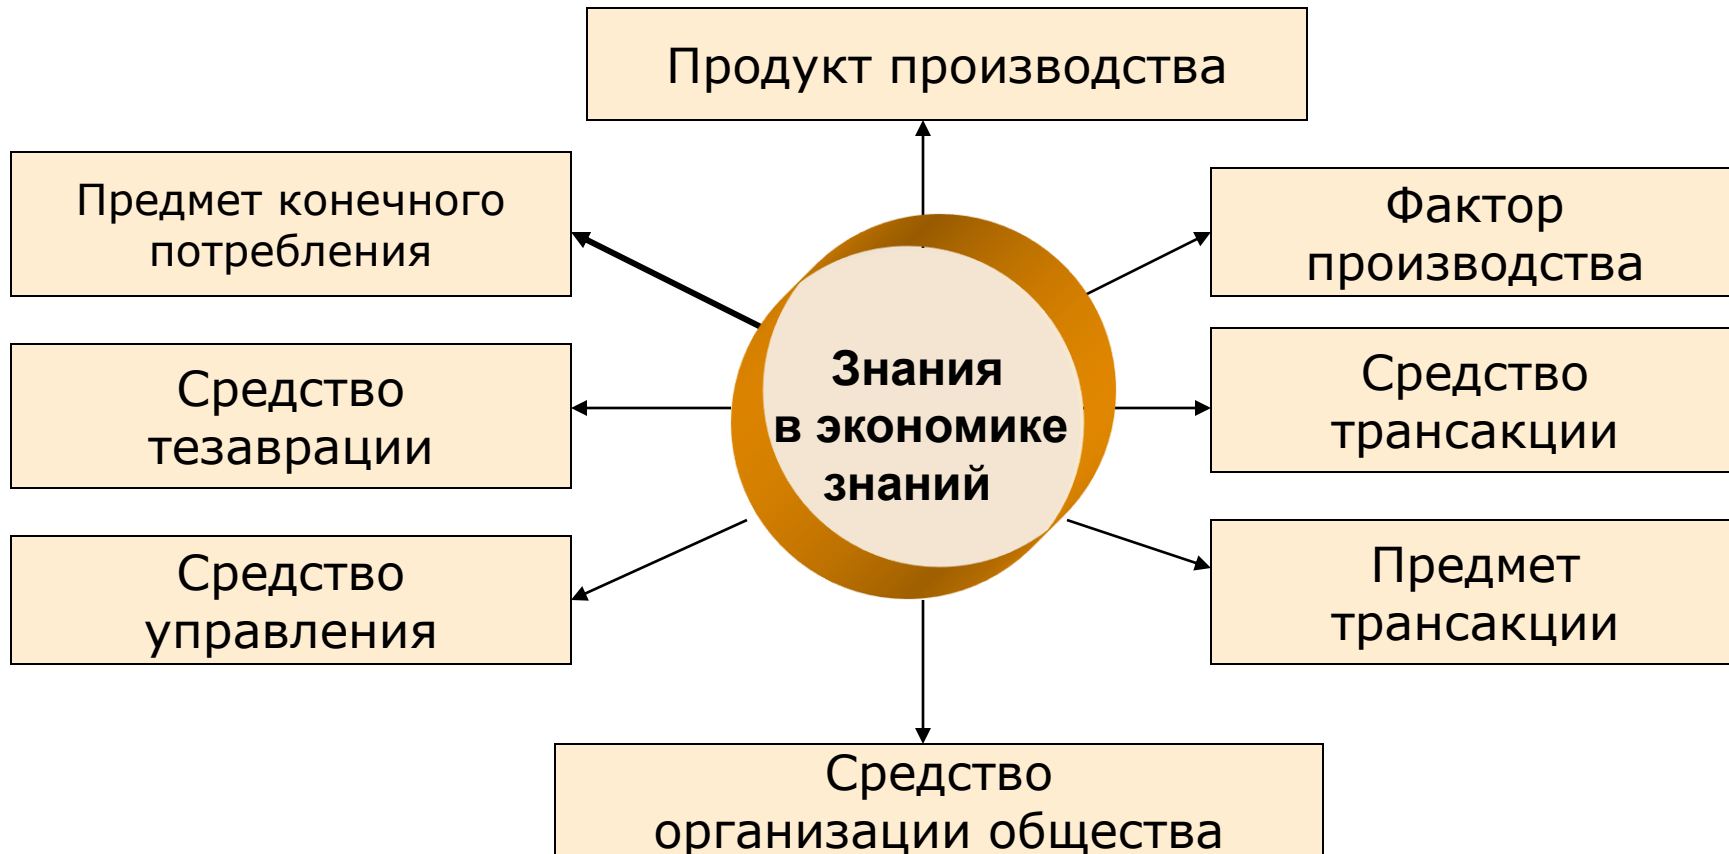 Продукт производства
Предмет конечного
потребления
Фактор
производства
Средство
тезаврации
Знания
в экономике
знаний
Средство
трансакции
Средство
управления
Предмет
трансакции
Средство
организации общества